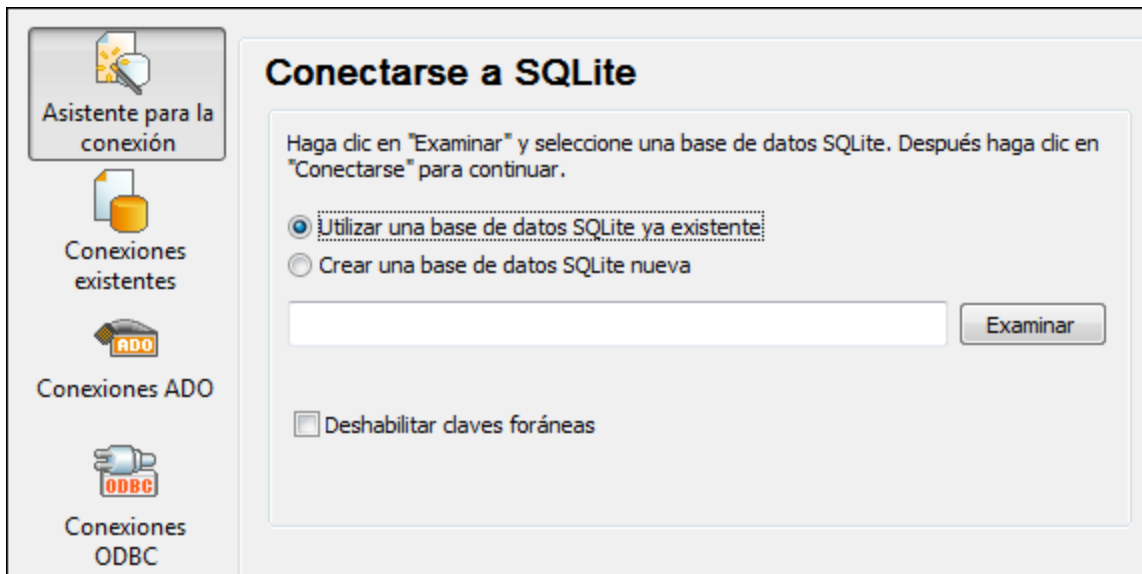 Asistente para la
conexión
Conexiones
existentes
ADO
Conexiones ADO
ODBC
Conexiones
ODBC
Conectarse a SQLite
Haga clic en "Examinar" y seleccione una base de datos SQLite. Después haga clic en
"Conectarse" para continuar.
Utilizar una base de datos SQLite ya existente
Crear una base de datos SQLite nueva
Examinar
Deshabilitar claves foráneas